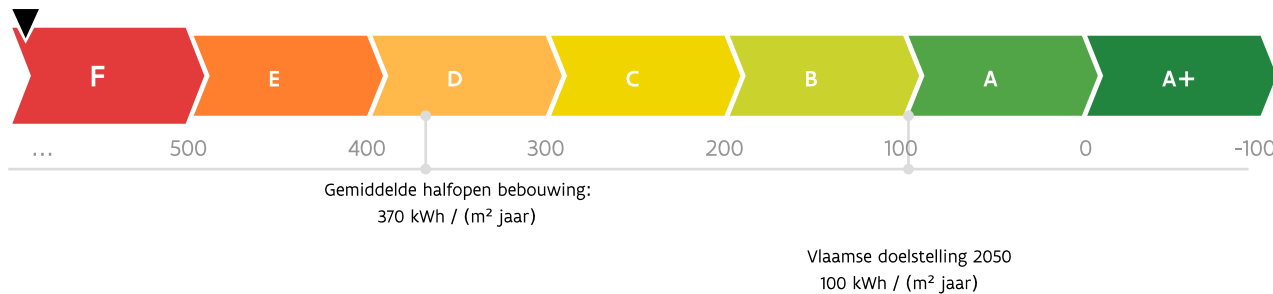 F E D C B A A+
... 500 400 300 200 100 0 -100
Gemiddelde halfopen bebouwing:
370 kWh / (m² jaar)
Vlaamse doelstelling 2050
100 kWh / (m² jaar)